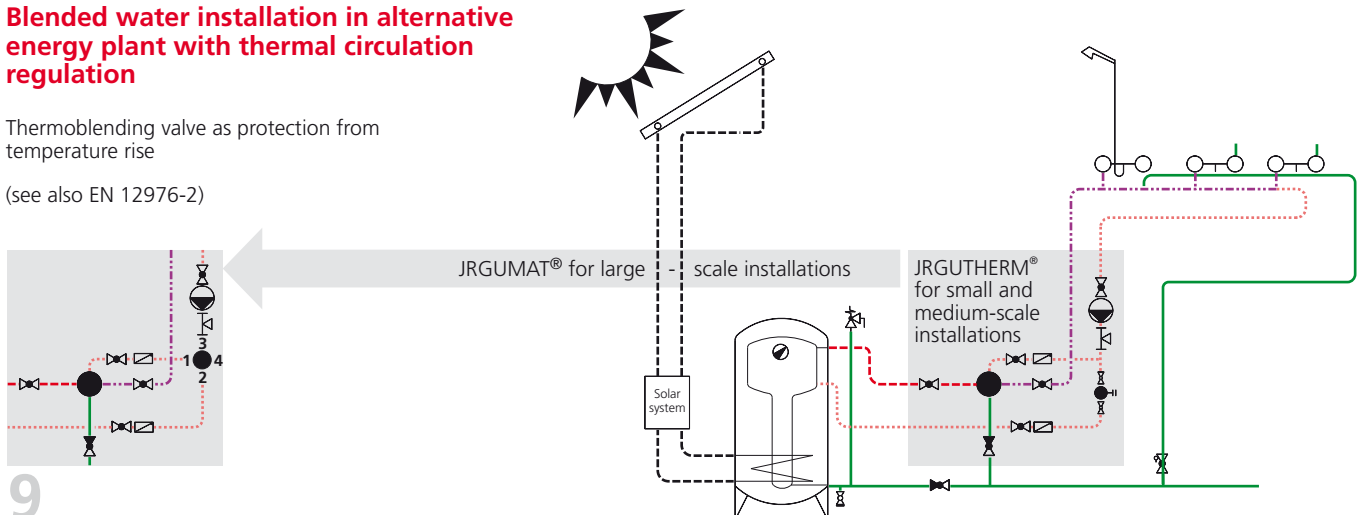 Blended water installation in alternative
energy plant with thermal circulation
regulation
Thermoblending valve as protection from
temperature rise
(see also EN 12976-2)
JRGUMAT® for large - scale installations
JRGUTHERM®
for small and
medium-scale
installations
3
1 4
2
Solar
system
9